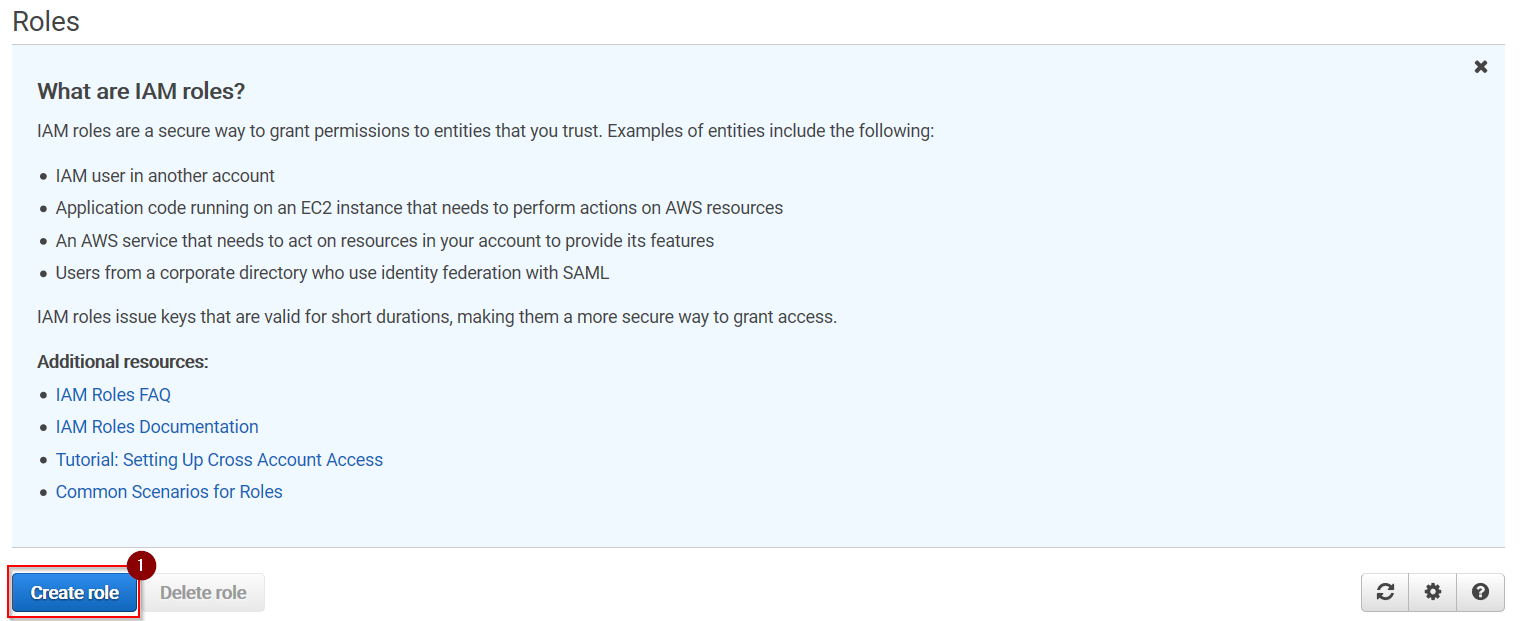 Roles
What are IAM roles?
IAM roles are a secure way to grant permissions to entities that you trust. Examples of entities include the following:
IAM user in another account
Application code running on an EC2 instance that needs to perform actions on AWS resources
An AWS service that needs to act on resources in your account to provide its features
Users from a corporate directory who use identity federation with SAML
IAM roles issue keys that are valid for short durations, making them a more secure way to grant access.
Additional resources:
IAM Roles FAQ
IAM Roles Documentation
Tutorial: Setting Up Cross Account Access
Common Scenarios for Roles
1
Create role Delete role